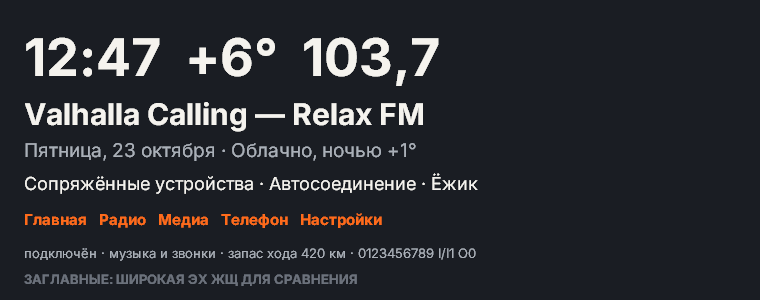 12:47 +6° 103,7
Valhalla Calling — Relax FM
Пятница, 23 октября · Облачно, ночью +1°
Сопряжённые устройства · Автосоединение · Ёжик
Главная Радио Медиа Телефон Настройки
подключён · музыка и звонки · запас хода 420 км · 0123456789 I/l1 O0
ЗАГЛАВНЫЕ: ШИРОКАЯ ЭХ ЖЩ ДЛЯ СРАВНЕНИЯ